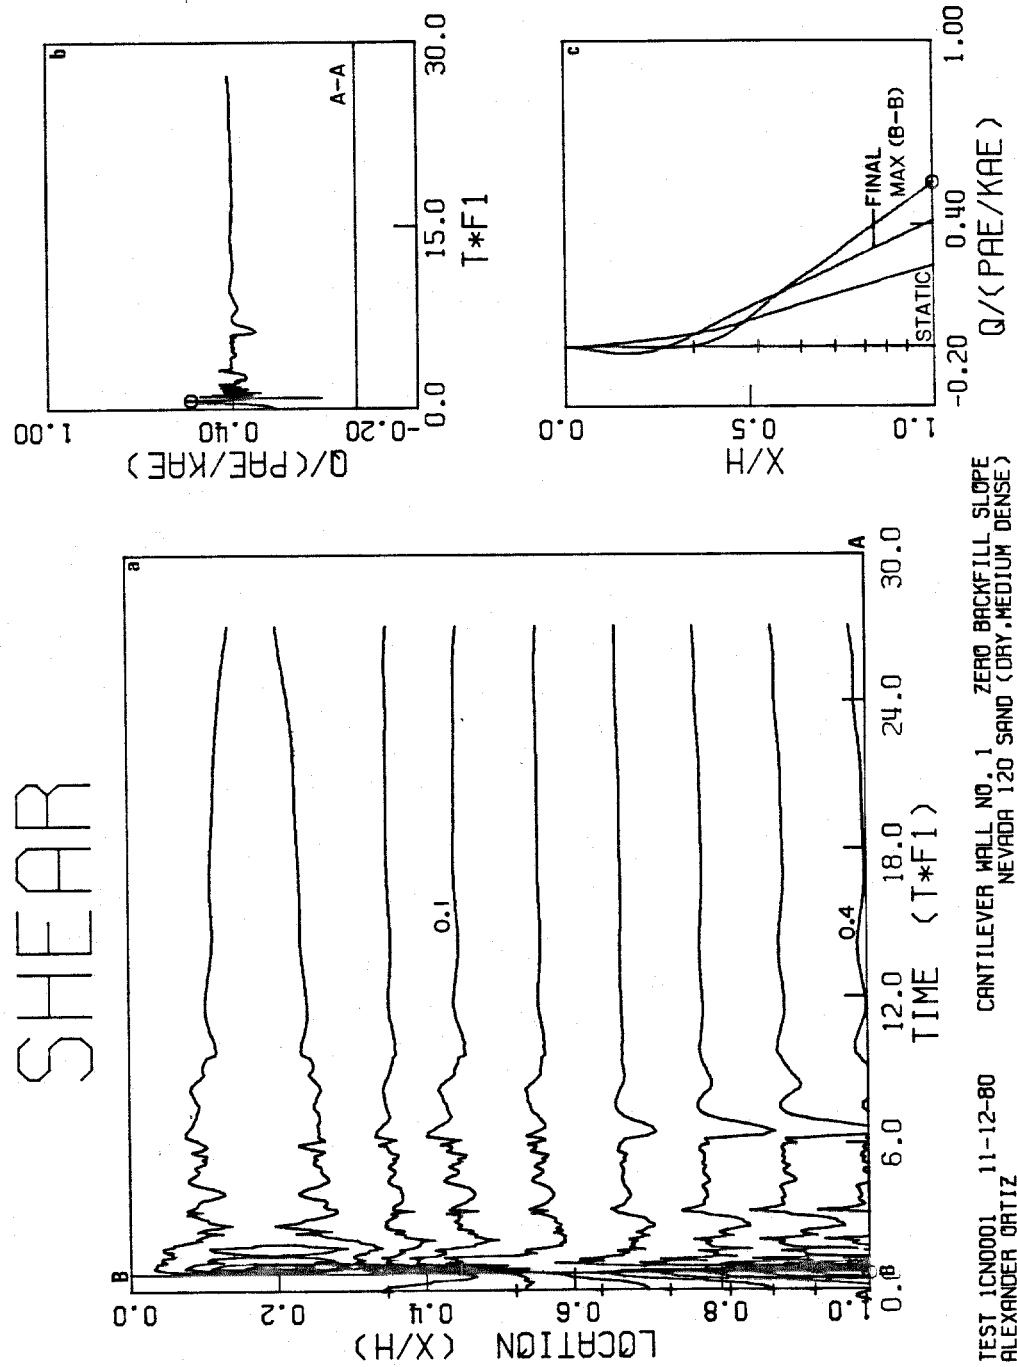 SHEAR
a
B
0.0
0.2
0.4
0.6
0.8
1.0
LOCATION (X/H)
0.1
0.4
A
B
A
0.0
6.0
12.0
18.0
24.0
30.0
TIME (T*F1)
b
1.00
0.40
-0.20
Q/(PAE/KAE)
A-A
0.0
15.0
30.0
T*F1
c
0.0
0.5
1.0
X/H
STATIC
FINAL
MAX (B-B)
-0.20
0.40
1.00
Q/(PAE/KAE)
TEST 1CN0001 11-12-80 CANTILEVER WALL NO. 1 ZERO BACKFILL SLOPE
ALEXANDER ORTIZ NEVADA 120 SAND (DRY,MEDIUM DENSE)